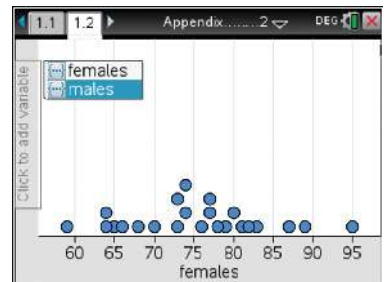 1.1 1.2 Appendix......2 DEG
Click to add variable
females
males
60 65 70 75 80 85 90 95
females